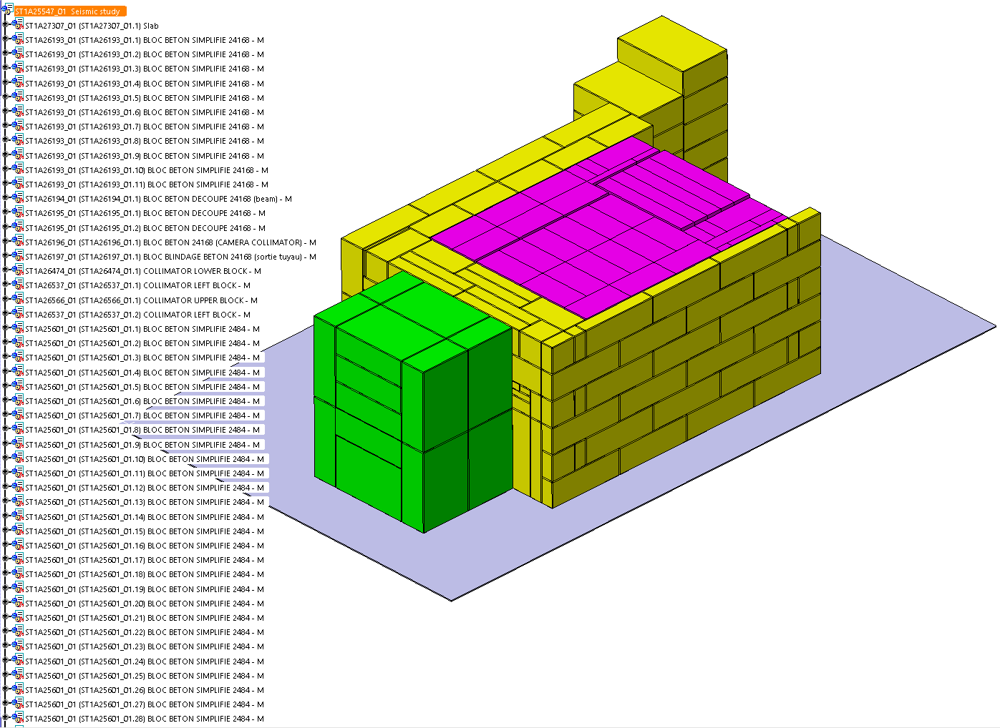 ST1A25547_01 Seismic study
ST1A27307_01 (ST1A27307_01.1) Slab
ST1A26193_01 (ST1A26193_01.1) BLOC BETON SIMPLIFIE 24168 - M
ST1A26193_01 (ST1A26193_01.2) BLOC BETON SIMPLIFIE 24168 - M
ST1A26193_01 (ST1A26193_01.3) BLOC BETON SIMPLIFIE 24168 - M
ST1A26193_01 (ST1A26193_01.4) BLOC BETON SIMPLIFIE 24168 - M
ST1A26193_01 (ST1A26193_01.5) BLOC BETON SIMPLIFIE 24168 - M
ST1A26193_01 (ST1A26193_01.6) BLOC BETON SIMPLIFIE 24168 - M
ST1A26193_01 (ST1A26193_01.7) BLOC BETON SIMPLIFIE 24168 - M
ST1A26193_01 (ST1A26193_01.8) BLOC BETON SIMPLIFIE 24168 - M
ST1A26193_01 (ST1A26193_01.9) BLOC BETON SIMPLIFIE 24168 - M
ST1A26193_01 (ST1A26193_01.10) BLOC BETON SIMPLIFIE 24168 - M
ST1A26193_01 (ST1A26193_01.11) BLOC BETON SIMPLIFIE 24168 - M
ST1A26194_01 (ST1A26194_01.1) BLOC BETON DECOUPE 24168 (beam) - M
ST1A26195_01 (ST1A26195_01.1) BLOC BETON DECOUPE 24168 - M
ST1A26195_01 (ST1A26195_01.2) BLOC BETON DECOUPE 24168 - M
ST1A26196_01 (ST1A26196_01.1) BETON 24168 (CAMERA COLLIMATOR) - M
ST1A26197_01 (ST1A26197_01.1) BLOC BLINDAGE BETON 24168 (sortie tuyau) - M
ST1A26474_01 (ST1A26474_01.1) COLLIMATOR LOWER BLOCK - M
ST1A26537_01 (ST1A26537_01.1) COLLIMATOR LEFT BLOCK - M
ST1A26566_01 (ST1A26566_01.1) COLLIMATOR UPPER BLOCK - M
ST1A26537_01 (ST1A26537_01.2) COLLIMATOR LEFT BLOCK - M
ST1A25601_01 (ST1A25601_01.1) BLOC BETON SIMPLIFIE 2484 - M
ST1A25601_01 (ST1A25601_01.2) BLOC BETON SIMPLIFIE 2484 - M
ST1A25601_01 (ST1A25601_01.3) BLOC BETON SIMPLIFIE 2484 - M
ST1A25601_01 (ST1A25601_01.4) BLOC BETON SIMPLIFIE 2484 - M
ST1A25601_01 (ST1A25601_01.5) BLOC BETON SIMPLIFIE 2484 - M
ST1A25601_01 (ST1A25601_01.6) BLOC BETON SIMPLIFIE 2484 - M
ST1A25601_01 (ST1A25601_01.7) BLOC BETON SIMPLIFIE 2484 - M
ST1A25601_01 (ST1A25601_01.8) BLOC BETON SIMPLIFIE 2484 - M
ST1A25601_01 (ST1A25601_01.9) BLOC BETON SIMPLIFIE 2484 - M
ST1A25601_01 (ST1A25601_01.10) BLOC BETON SIMPLIFIE 2484 - M
ST1A25601_01 (ST1A25601_01.11) BLOC BETON SIMPLIFIE 2484 - M
ST1A25601_01 (ST1A25601_01.12) BLOC BETON SIMPLIFIE 2484 - M
ST1A25601_01 (ST1A25601_01.13) BLOC BETON SIMPLIFIE 2484 - M
ST1A25601_01 (ST1A25601_01.14) BLOC BETON SIMPLIFIE 2484 - M
ST1A25601_01 (ST1A25601_01.15) BLOC BETON SIMPLIFIE 2484 - M
ST1A25601_01 (ST1A25601_01.16) BLOC BETON SIMPLIFIE 2484 - M
ST1A25601_01 (ST1A25601_01.17) BLOC BETON SIMPLIFIE 2484 - M
ST1A25601_01 (ST1A25601_01.18) BLOC BETON SIMPLIFIE 2484 - M
ST1A25601_01 (ST1A25601_01.19) BLOC BETON SIMPLIFIE 2484 - M
ST1A25601_01 (ST1A25601_01.20) BLOC BETON SIMPLIFIE 2484 - M
ST1A25601_01 (ST1A25601_01.21) BLOC BETON SIMPLIFIE 2484 - M
ST1A25601_01 (ST1A25601_01.22) BLOC BETON SIMPLIFIE 2484 - M
ST1A25601_01 (ST1A25601_01.23) BLOC BETON SIMPLIFIE 2484 - M
ST1A25601_01 (ST1A25601_01.24) BLOC BETON SIMPLIFIE 2484 - M
ST1A25601_01 (ST1A25601_01.25) BLOC BETON SIMPLIFIE 2484 - M
ST1A25601_01 (ST1A25601_01.26) BLOC BETON SIMPLIFIE 2484 - M
ST1A25601_01 (ST1A25601_01.27) BLOC BETON SIMPLIFIE 2484 - M
ST1A25601_01 (ST1A25601_01.28) BLOC BETON SIMPLIFIE 2484 - M